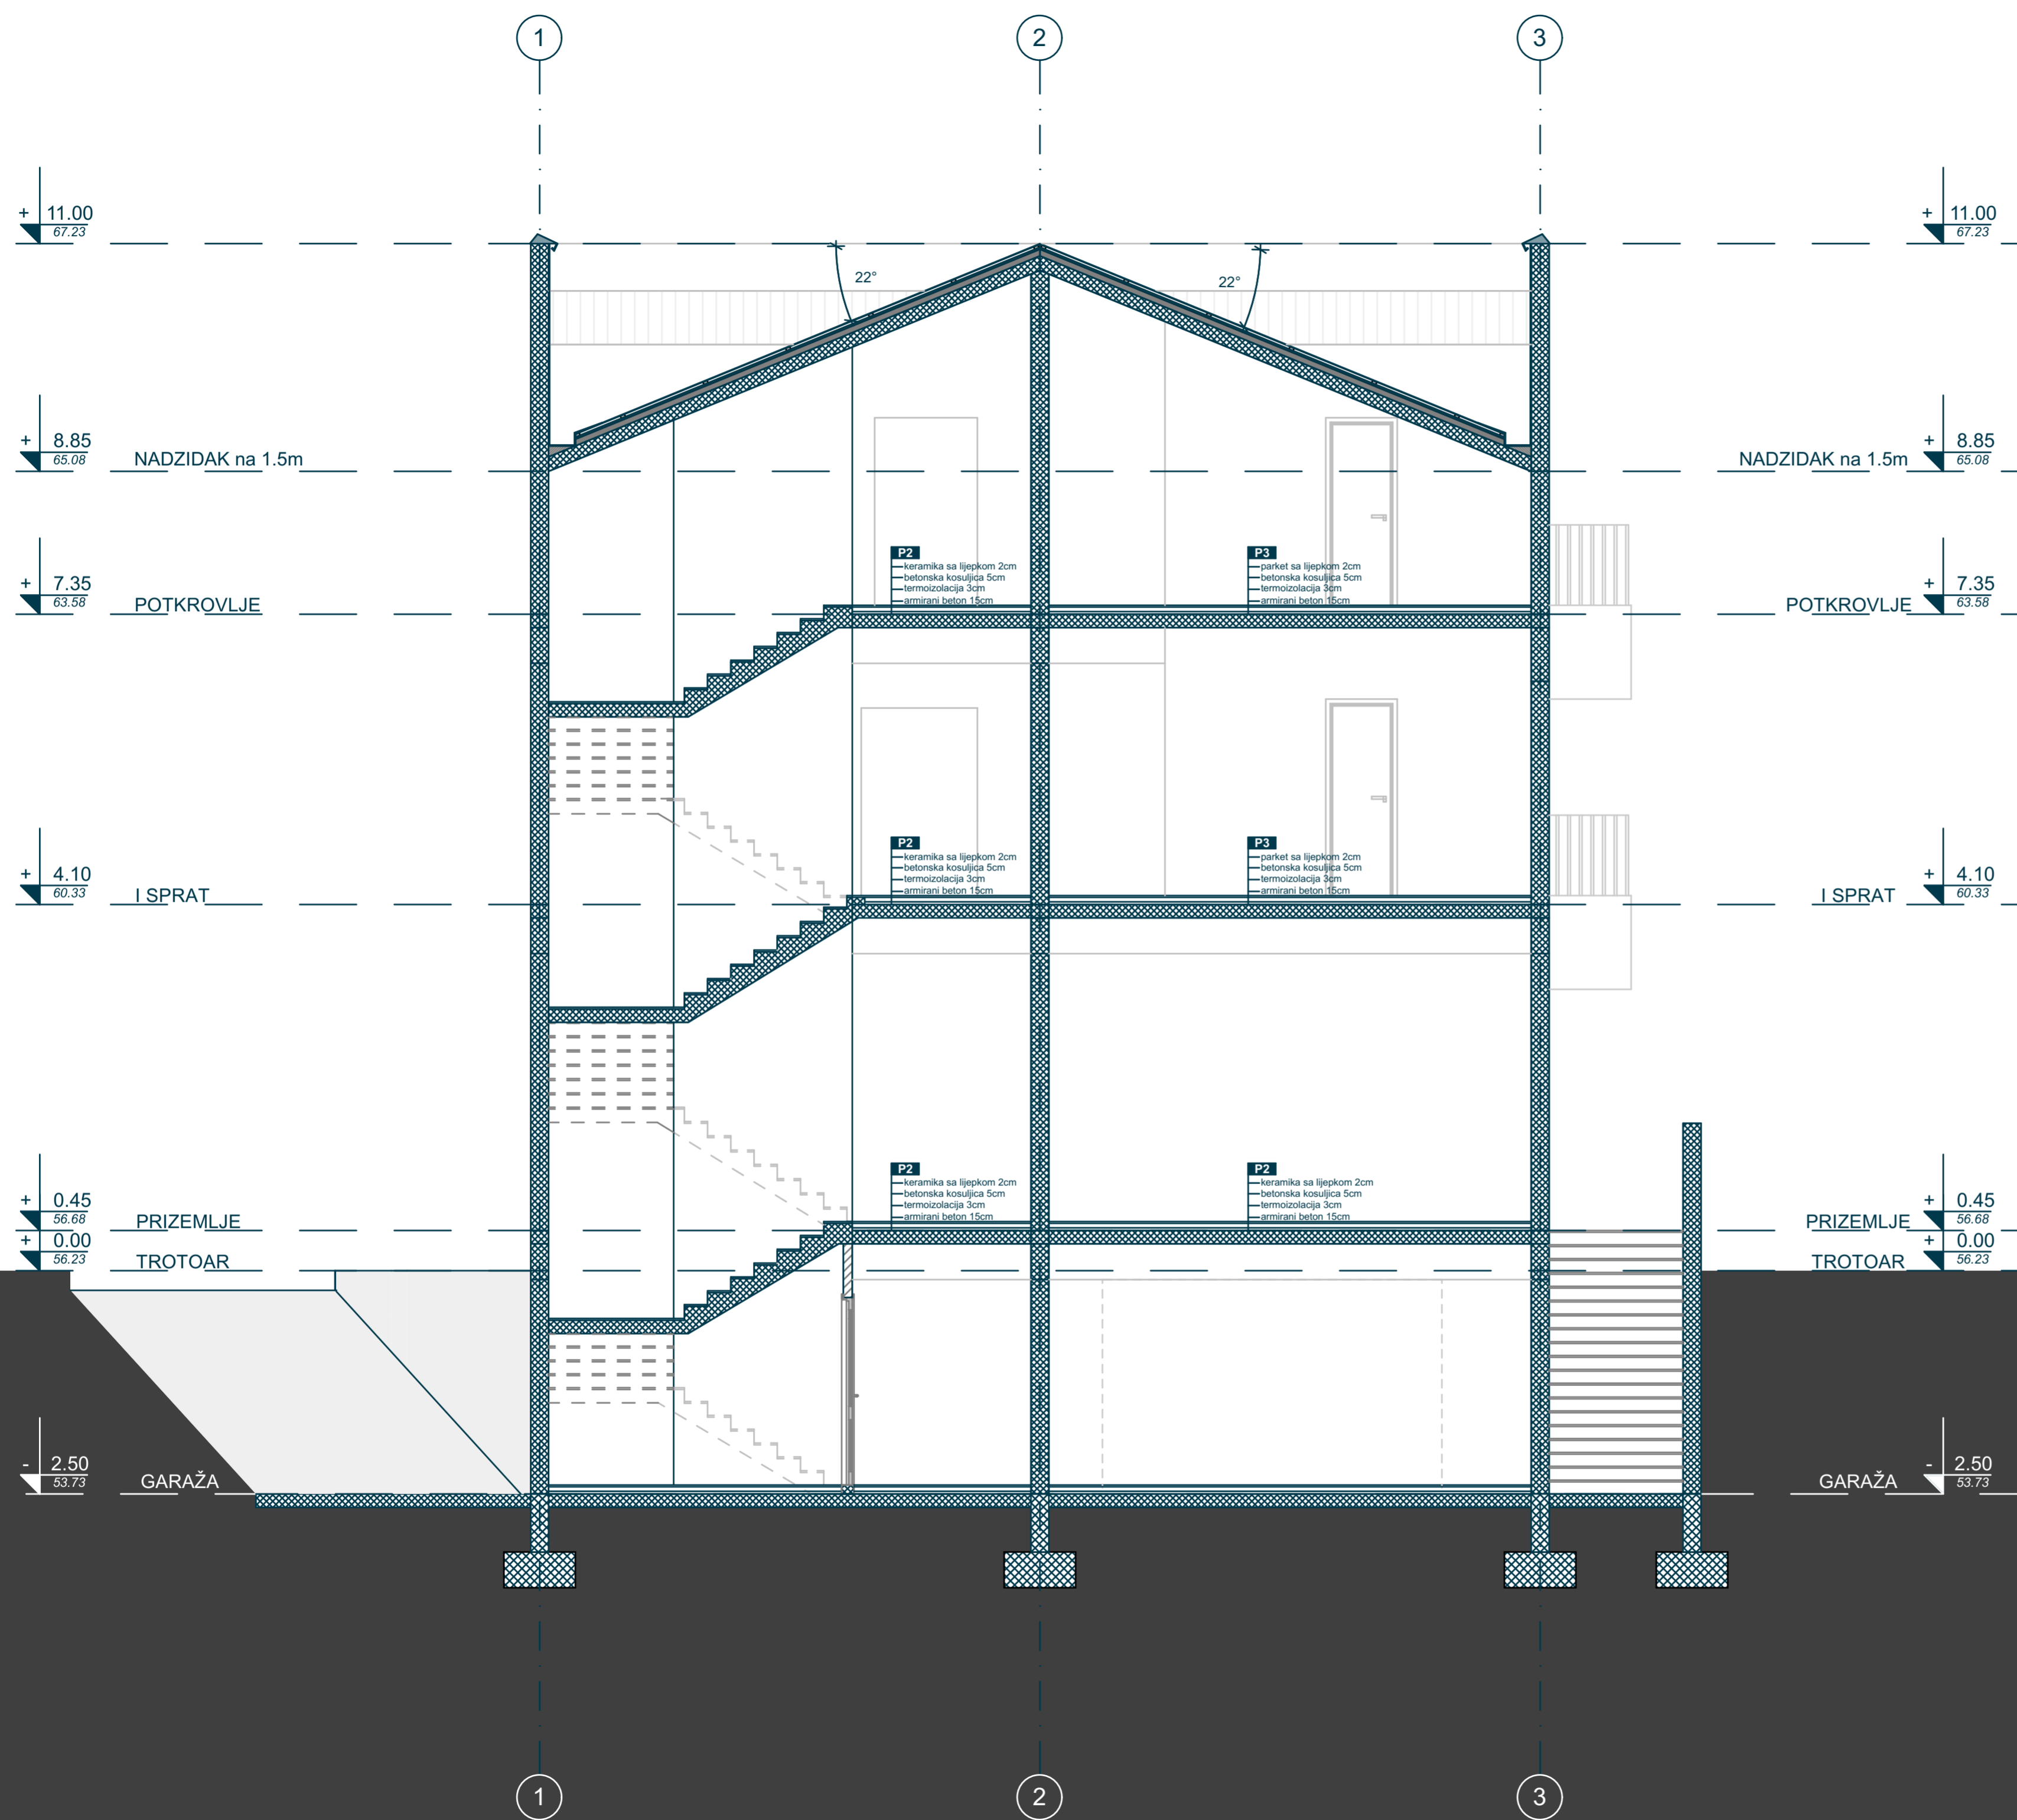 1 2 3
+ 11.00 + 11.00
67.23 67.23
22° 22°
+ 8.85 + 8.85
NADZIDAK na 1.5m 65.08 NADZIDAK na 1.5m 65.08
P2 P3
keramika sa lijepkom 2cm parket sa lijepkom 2cm
+ 7.35 betonska kosuljica 5cm betonska kosuljica 5cm + 7.35
63.58 termoizolacija 3cm termoizolacija 3cm 63.58
POTKROVLJE armirani beton 15cm armirani beton 15cm POTKROVLJE
P2 P3
keramika sa lijepkom 2cm parket sa lijepkom 2cm
+ 4.10 betonska kosuljica 5cm betonska kosuljica 5cm + 4.10
60.33 termoizolacija 3cm termoizolacija 3cm 60.33
I SPRAT armirani beton 15cm armirani beton 15cm I SPRAT
P2 P2
keramika sa lijepkom 2cm keramika sa lijepkom 2cm
+ 0.45 betonska kosuljica 5cm betonska kosuljica 5cm + 0.45
56.68 termoizolacija 3cm termoizolacija 3cm 56.68
PRIZEMLJE armirani beton 15cm armirani beton 15cm PRIZEMLJE
+ 0.00 + 0.00
56.23 TROTOAR TROTOAR 56.23
- 2.50 - 2.50
53.73 GARAŽA GARAŽA 53.73
1 2 3